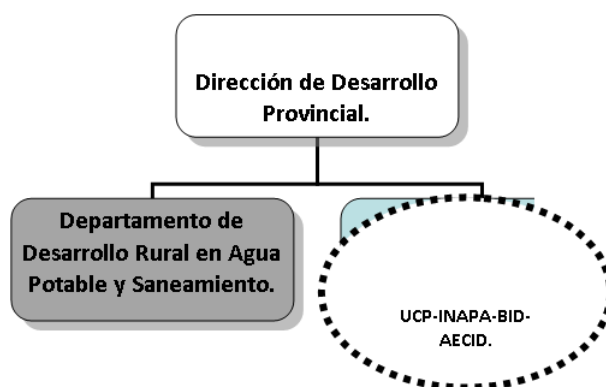 Dirección de Desarrollo
Provincial.
Departamento de
Desarrollo Rural en Agua
Potable y Saneamiento.
UCP-INAPA-BID-
AECID.